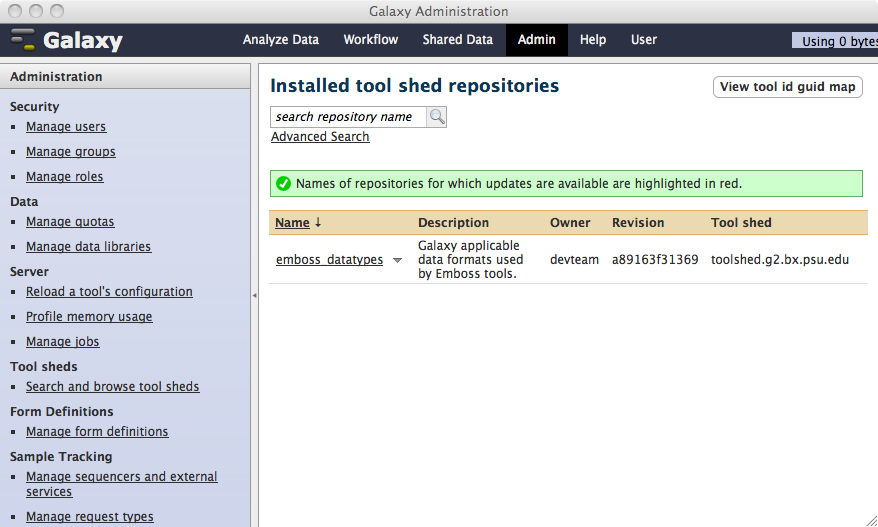 Galaxy Administration
Galaxy
Analyze Data Workflow Shared Data Admin Help User Using 0 bytes
Administration
Security
Manage users
Manage groups
Manage roles
Data
Manage quotas
Manage data libraries
Server
Reload a tool's configuration
Profile memory usage
Manage jobs
Tool sheds
Search and browse tool sheds
Form Definitions
Manage form definitions
Sample Tracking
Manage sequencers and external
services
Manage request types
Installed tool shed repositories
View tool id guid map
search repository name
Advanced Search
Names of repositories for which updates are available are highlighted in red.
Name ↓ Description Owner Revision Tool shed
Galaxy applicable
emboss_datatypes data formats used devteam a89163f31369 toolshed.g2.bx.psu.edu
by Emboss tools.